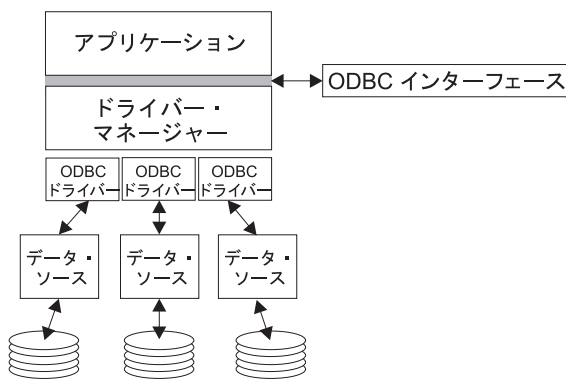 アプリケーション
ODBC インターフェース
ドライバー・
マネージャー
ODBC
ドライバー
ODBC
ドライバー
ODBC
ドライバー
データ・
ソース
データ・
ソース
データ・
ソース